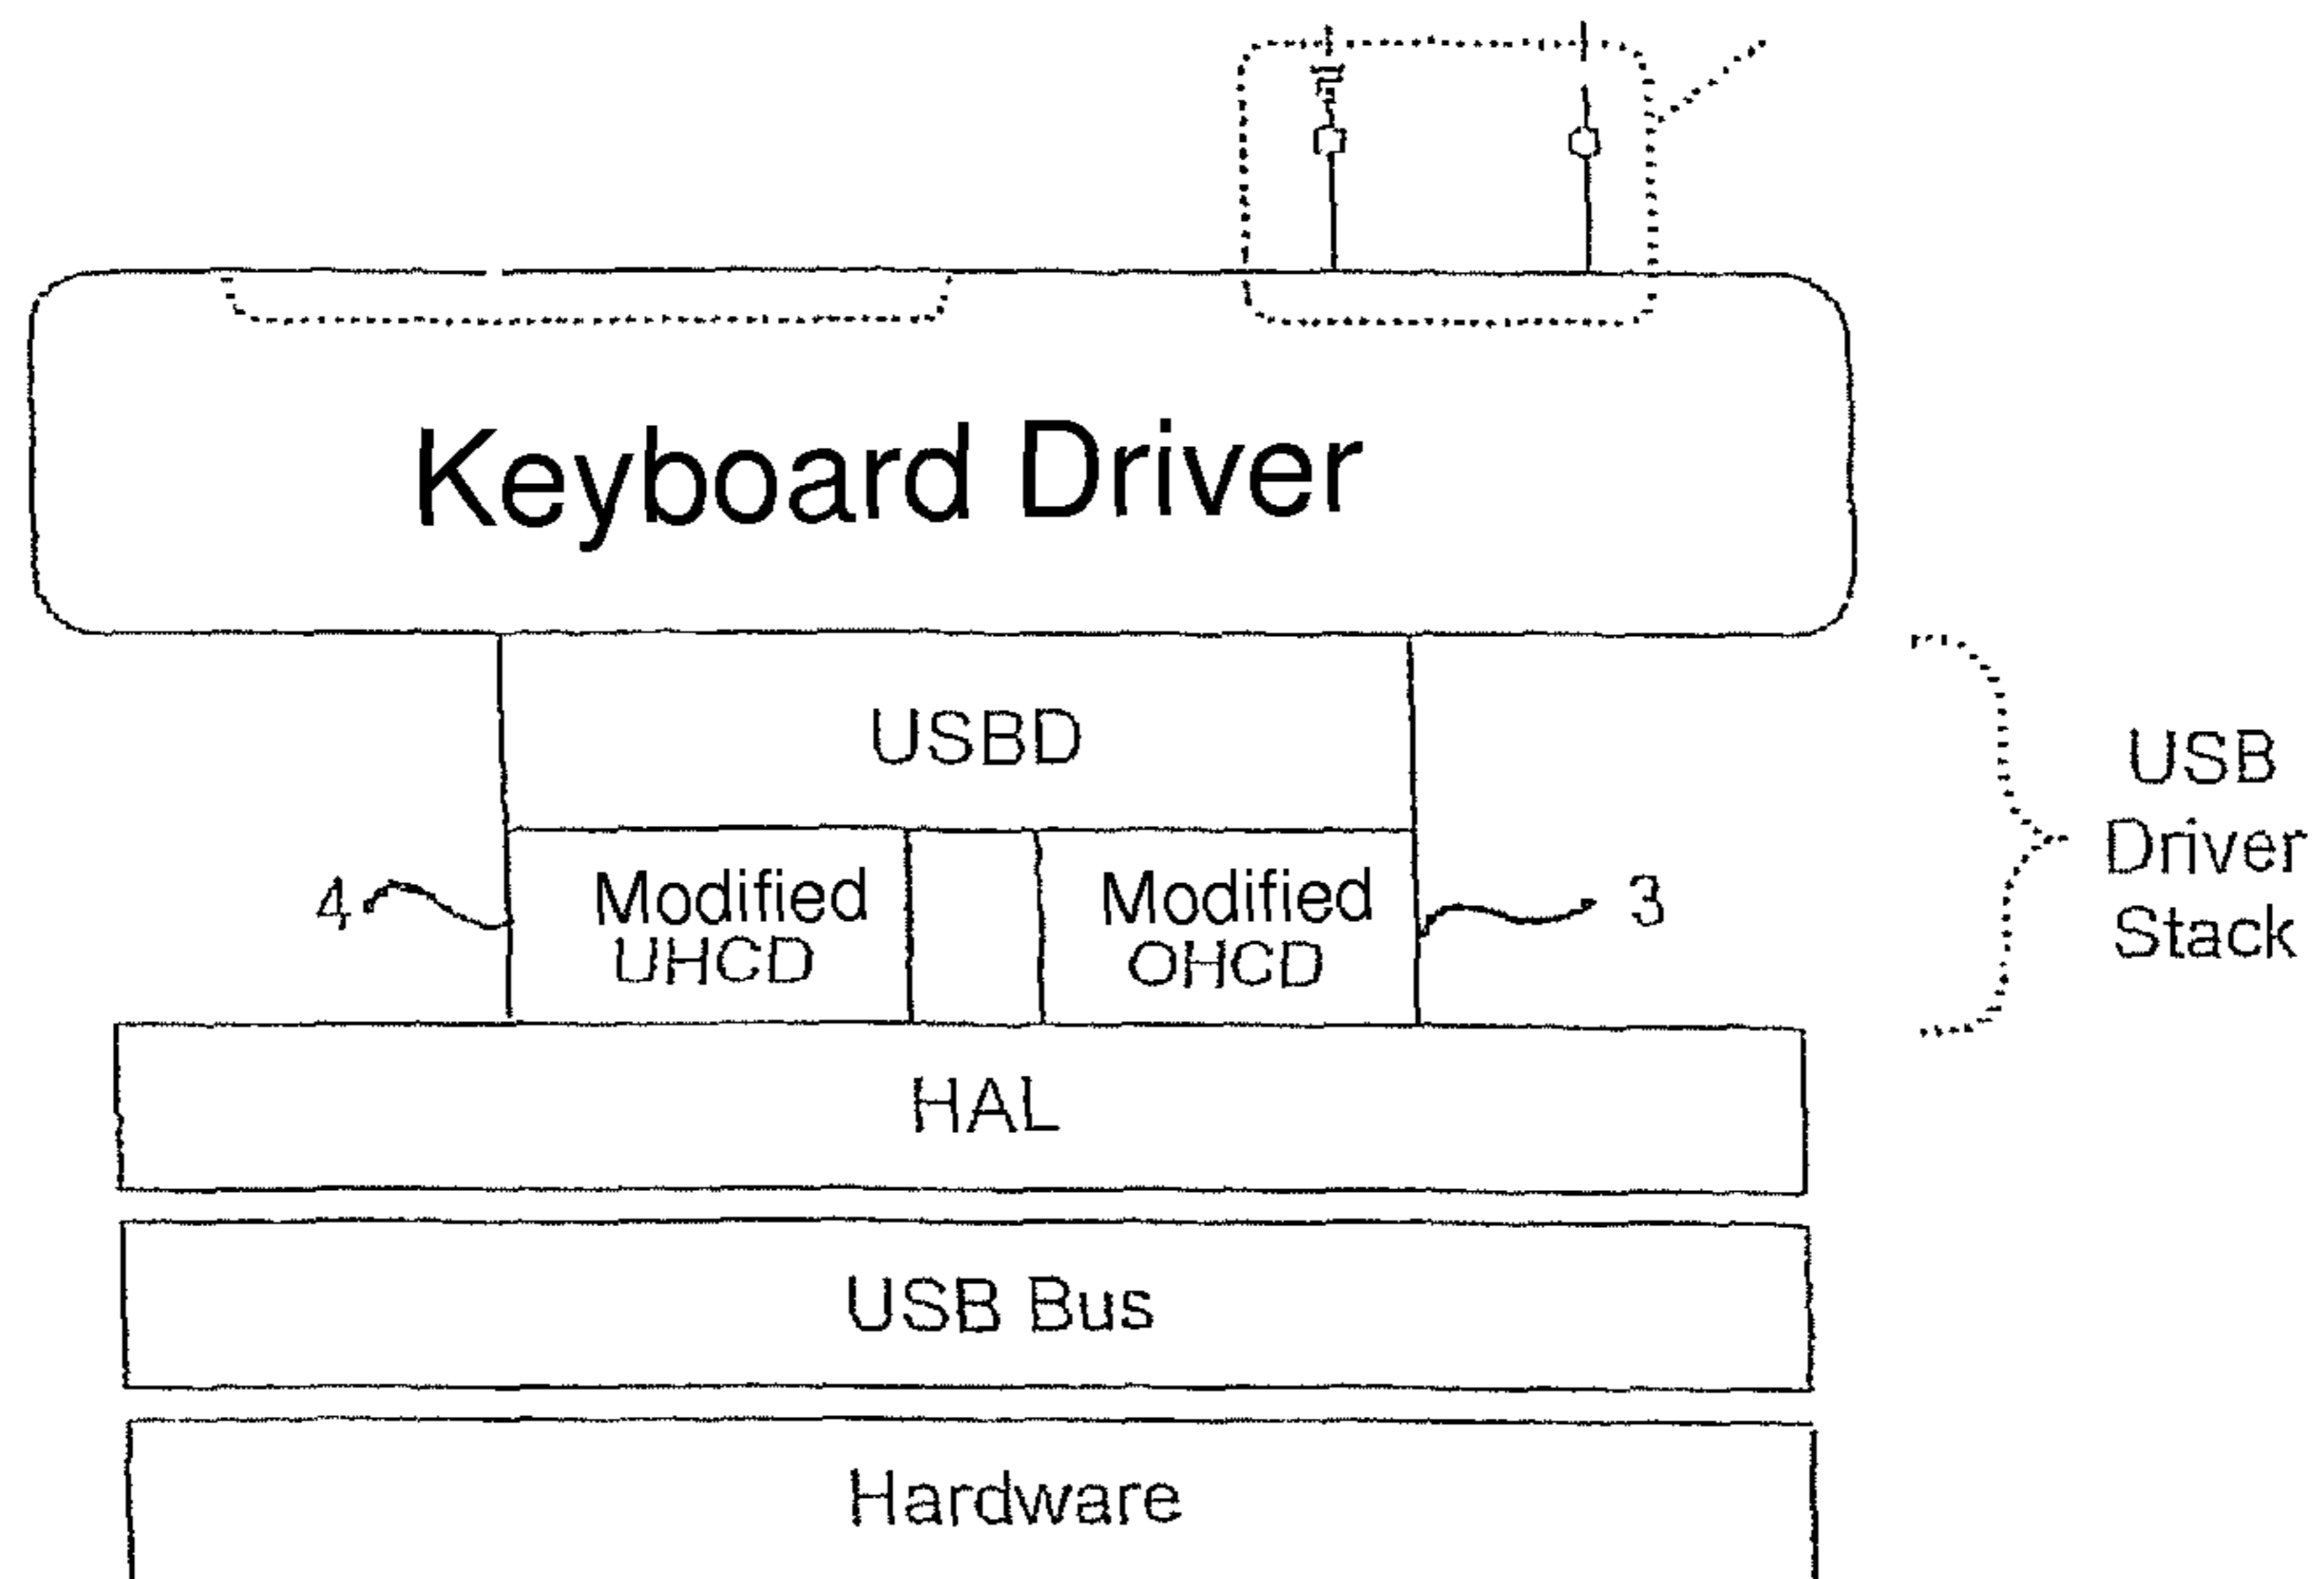 Keyboard Driver
USBD
USB
Driver
Stack
4
Modified
UHCD
Modified
OHCD
3
HAL
USB Bus
Hardware